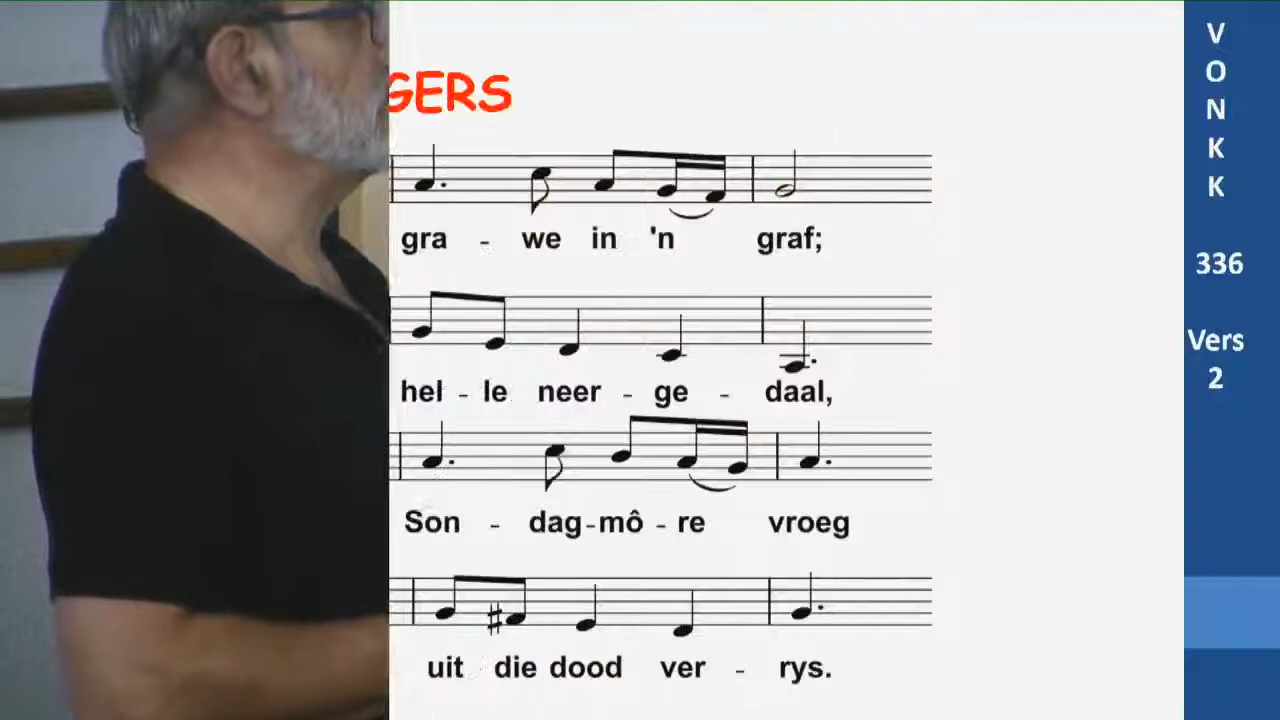 GERS
gra - we in 'n graf;
hel - le neer - ge - daal,
Son - dag - mô - re vroeg
uit die dood ver - rys.
VONKK
336
Vers
2